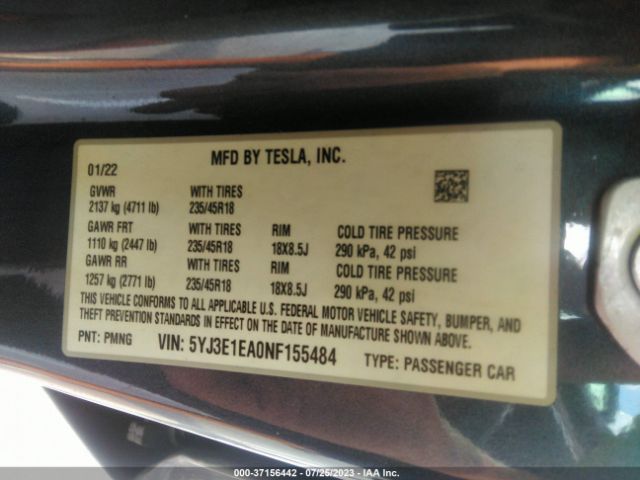 MFD BY TESLA, INC.
01/22
GVWR WITH TIRES
2137 kg (4711 lb) 235/45R18
GAWR FRT WITH TIRES RIM COLD TIRE PRESSURE
1110 kg (2447 lb) 235/45R18 18X8.5J 290 kPa, 42 psi
GAWR RR WITH TIRES RIM COLD TIRE PRESSURE
1257 kg (2771 lb) 235/45R18 18X8.5J 290 kPa, 42 psi
THIS VEHICLE CONFORMS TO ALL APPLICABLE U.S. FEDERAL MOTOR VEHICLE SAFETY, BUMPER, AND
THEFT PREVENTION STANDARDS IN EFFECT ON THE DATE OF MANUFACTURE SHOWN ABOVE.
PNT: PMNG VIN: 5YJ3E1EA0NF155484 TYPE: PASSENGER CAR
R
000-37156442 - 07/25/2023 - IAA Inc.